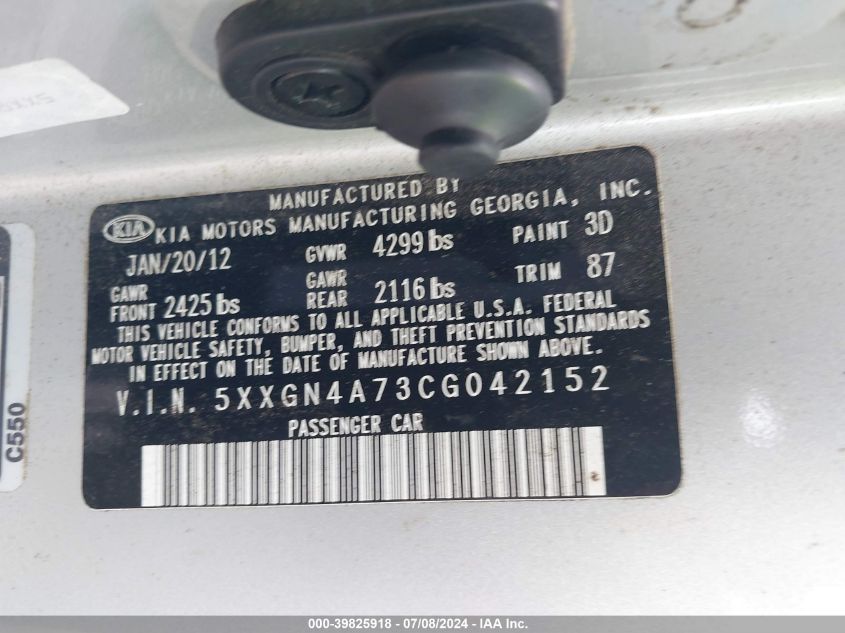 MANUFACTURED BY
KIA KIA MOTORS MANUFACTURING GEORGIA, INC.
JAN/20/12 GVWR 4299 lbs PAINT 3D
GAWR FRONT 2425 lbs GAWR REAR 2116 lbs TRIM 87
THIS VEHICLE CONFORMS TO ALL APPLICABLE U.S.A. FEDERAL
MOTOR VEHICLE SAFETY, BUMPER, AND THEFT PREVENTION STANDARDS
IN EFFECT ON THE DATE OF MANUFACTURE SHOWN ABOVE.
V.I.N. 5XXGN4A73CG042152
PASSENGER CAR
C550
000-39825918 - 07/08/2024 - IAA Inc.